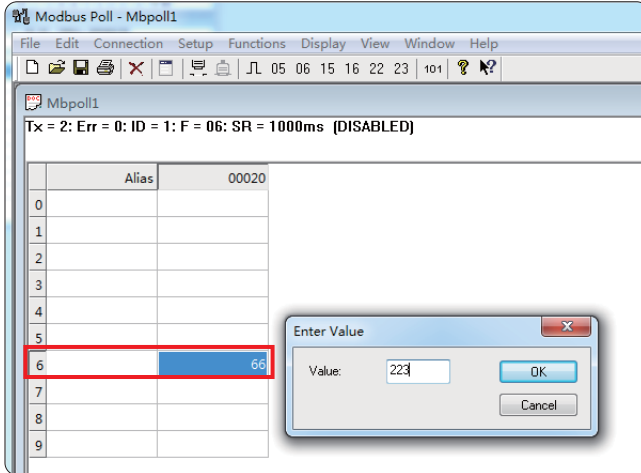 Modbus Poll - Mbpoll1
File Edit Connection Setup Functions Display View Window Help
05 06 15 16 22 23 101
Mbpoll1
Tx = 2: Err = 0: ID = 1: F = 06: SR = 1000ms (DISABLED)
Alias 00020
0
1
2
3
4
5
6 66
7
8
9
Enter Value
Value: 223
OK
Cancel